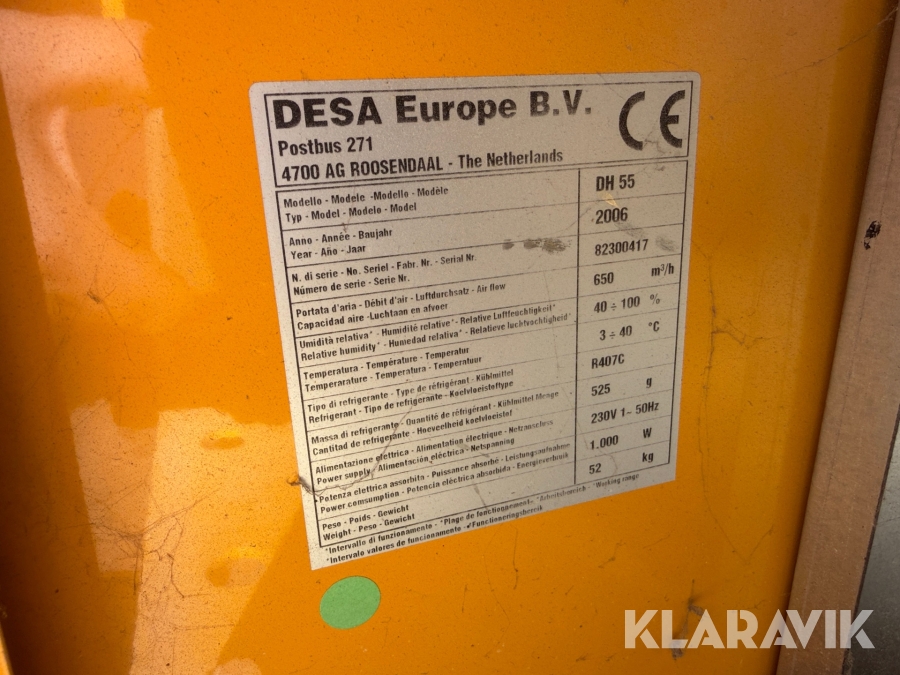 DESA Europe B.V.
CE
Postbus 271
4700 AG ROOSENDAAL - The Netherlands
Modello - Modele -Modello - Modèle
Typ - Model - Modelo - Model
DH 55
Anno - Année - Baujahr
Year - Año - Jaar
2006
N. di serie - No. Seriel - Fabr. Nr. - Serial Nr.
Número de serie - Serie Nr.
82300417
Portata d'aria - Débit d'air - Luftdurchsatz - Air flow
Capacidad aire -Luchtaan en afvoer
650 m³/h
Umidità relativa* - Humidité relative* - Relative Luftfeuchtigkeit*
Relative humidity* - Humedad relativa* - Relatieve luchtfvachtigheid*
40 ÷ 100 %
Temperatura - Température - Temperatur
Temperarature - Temperatura - Temperatuur
3 ÷ 40 °C
Tipo di refrigerante - Type de réfrigérant - Kühlmittel
Refrigerant - Tipo de refrigerante - Koelvloeistoftype
R407C
Massa di refrigerante - Quantité de réfrigérant - Kühlmittel Menge
Cantidad de refrigerante - Hoeveelheid koelvloeistof
525 g
Alimentazione elettrica - Alimentation électrique - Netzanschlus
Power supply - Alimentación eléctrica - Netspanning
230V 1~ 50Hz
Potenza elettrica assorbita - Puissance absorbé - Leistungsaufnahme
Power consumption - Potencia eléctrica absorbida - Energieverbruik
1.000 W
Peso - Poids - Gewicht
Weight - Peso - Gewicht
52 kg
*Intervallo di funzionamento - *Plage de fonctionnement- *Arbeitsbereich - *Working range
*Intervalo valores de funcionamento - *Functioneringsbereik
KLARAVIK